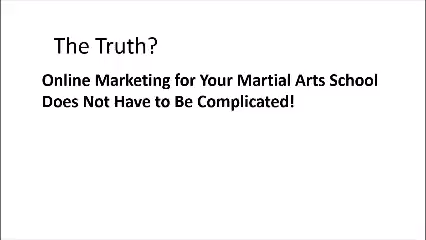 The Truth?
Online Marketing for Your Martial Arts School
Does Not Have to Be Complicated!